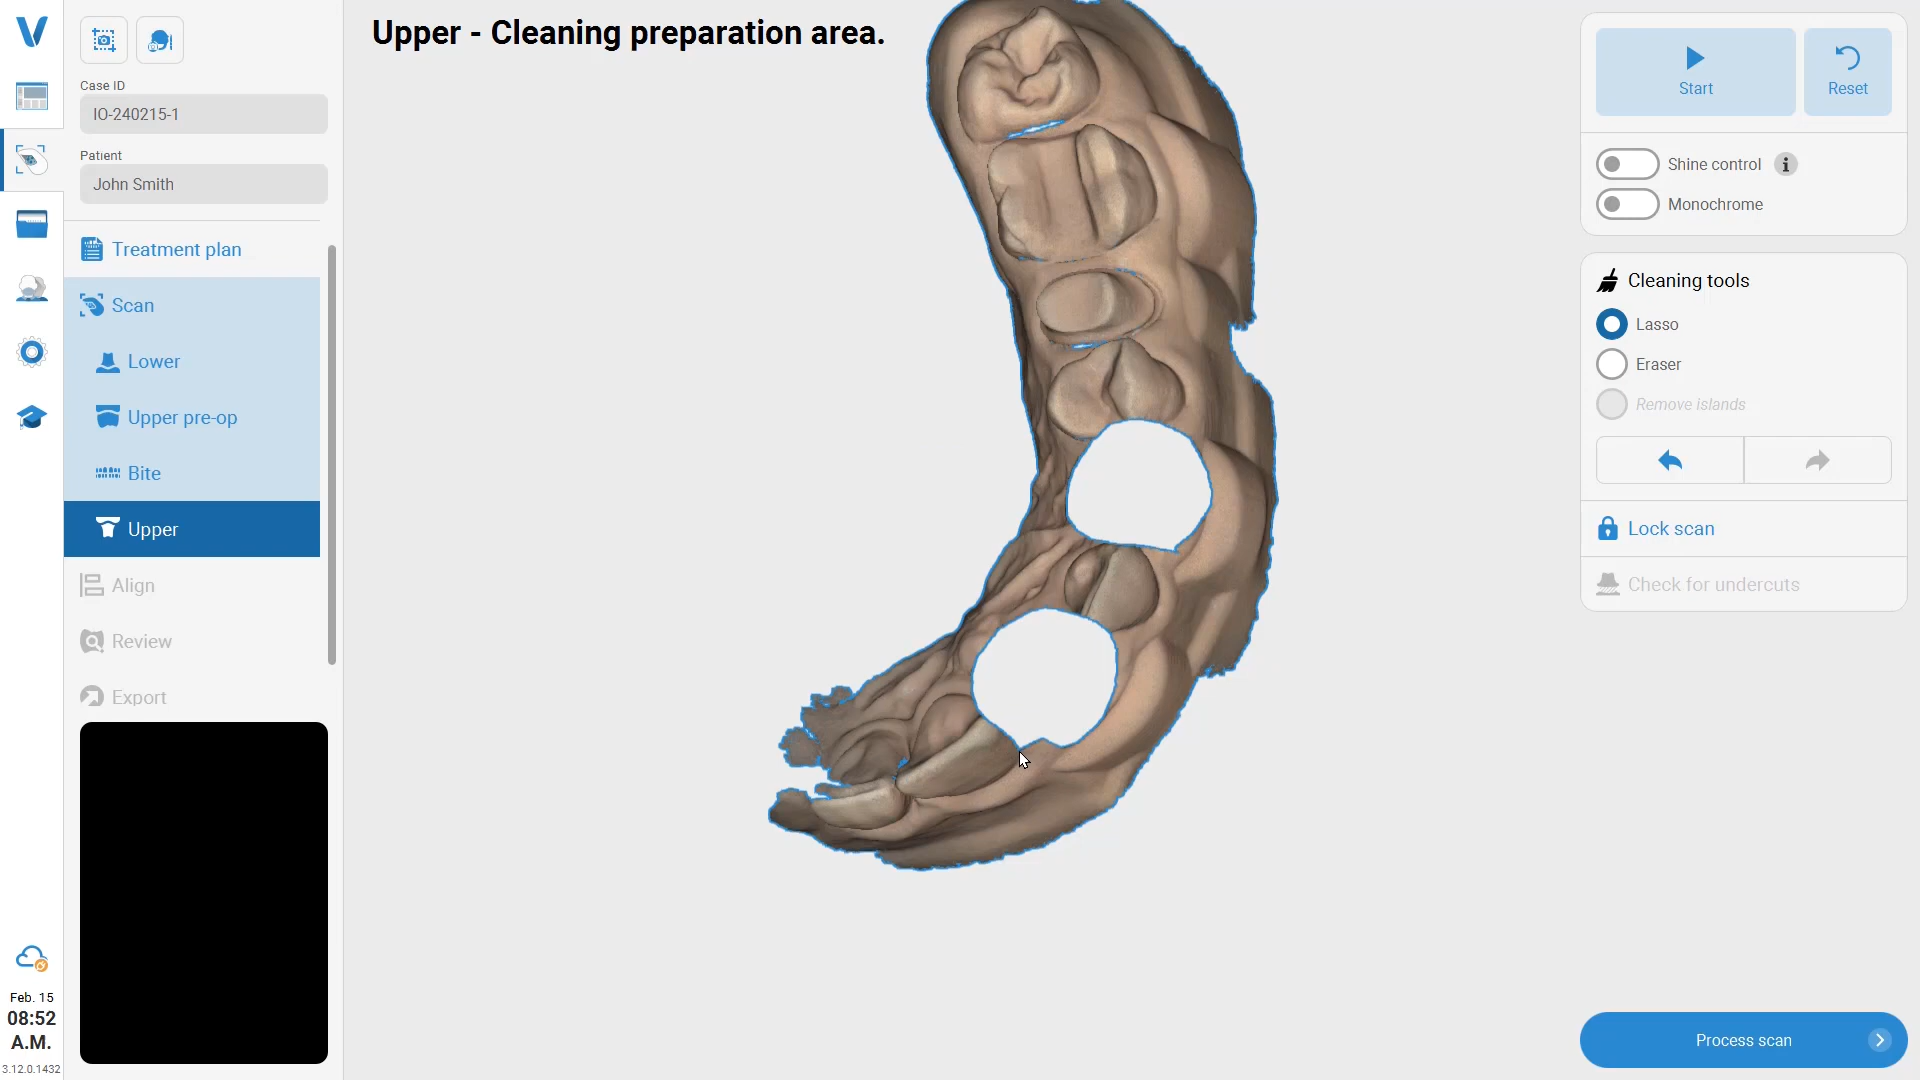 Upper - Cleaning preparation area.
Case ID
IO-240215-1
Patient
John Smith
Treatment plan
Scan
Lower
Upper pre-op
Bite
Upper
Align
Review
Export
Feb. 15
08:52
A.M.
3.12.0.1432
Start
Reset
Shine control
Monochrome
Cleaning tools
Lasso
Eraser
Remove islands
Lock scan
Check for undercuts
Process scan